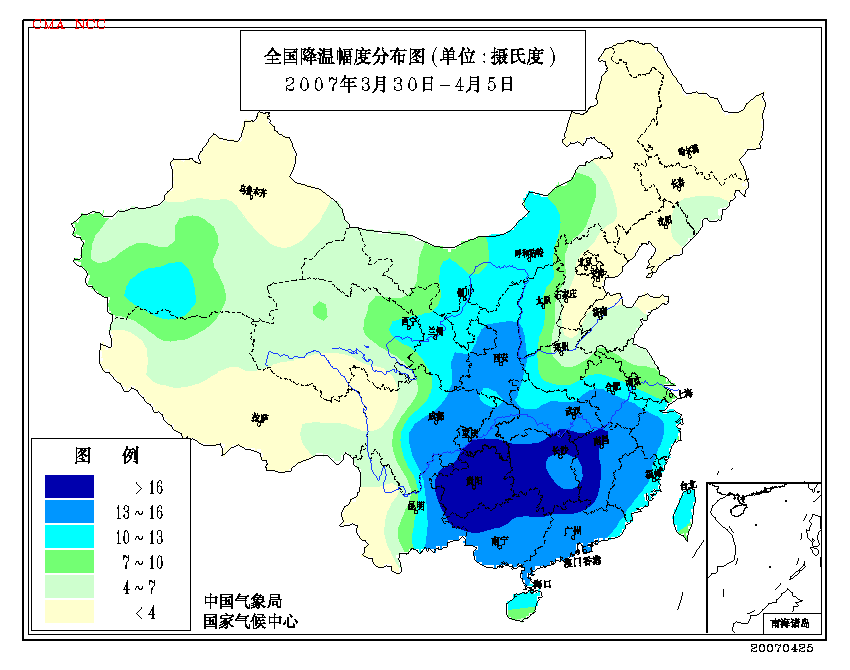 CMA NCC
全国降温幅度分布图(单位:摄氏度)
2007年3月30日-4月5日
哈尔滨
长春
乌鲁木齐
沈阳
呼和浩特
北京
天津
银川
太原
石家庄
济南
西宁
兰州
郑州
西安
南京
合肥
上海
拉萨
成都
武汉
重庆
长沙
南昌
贵阳
福州
台北
昆明
广州
南宁
澳门 香港
海口
图 例
>16
13~16
10~13
7~10
4~7
<4
中国气象局
国家气候中心
南海诸岛
20070425